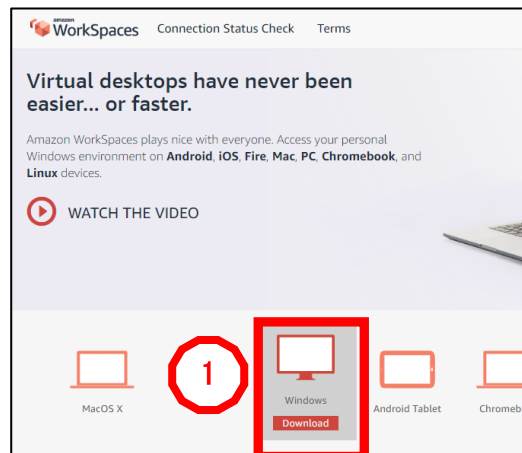 amazon
WorkSpaces Connection Status Check Terms
Virtual desktops have never been
easier... or faster.
Amazon WorkSpaces plays nice with everyone. Access your personal
Windows environment on Android, iOS, Fire, Mac, PC, Chromebook, and
Linux devices.
WATCH THE VIDEO
1
MacOS X Windows Android Tablet Chromeb
Download